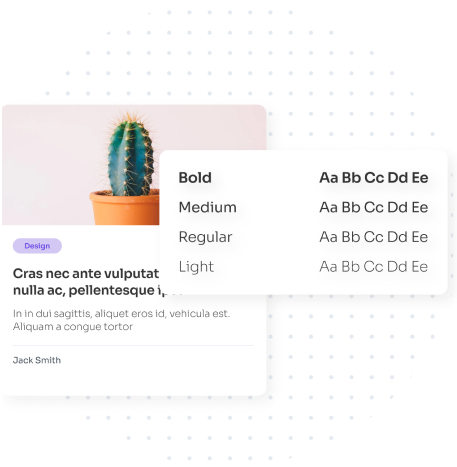 Bold Aa Bb Cc Dd Ee
Medium Aa Bb Cc Dd Ee
Regular Aa Bb Cc Dd Ee
Light Aa Bb Cc Dd Ee
Design
Cras nec ante vulputat
nulla ac, pellentesque
In in dui sagittis, aliquet eros id, vehicula est.
Aliquam a congue tortor
Jack Smith